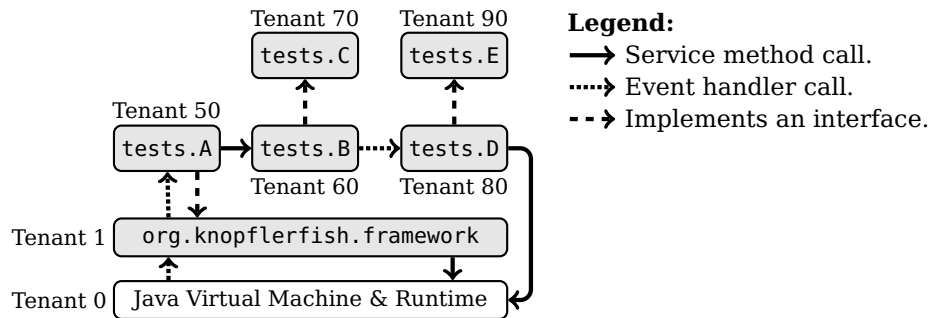 Tenant 70
Tenant 90
Legend:
tests.C
tests.E
Service method call.
Event handler call.
Tenant 50
Implements an interface.
tests.A
tests.B
tests.D
Tenant 60
Tenant 80
Tenant 1
org.knopflerfish.framework
Tenant 0
Java Virtual Machine & Runtime